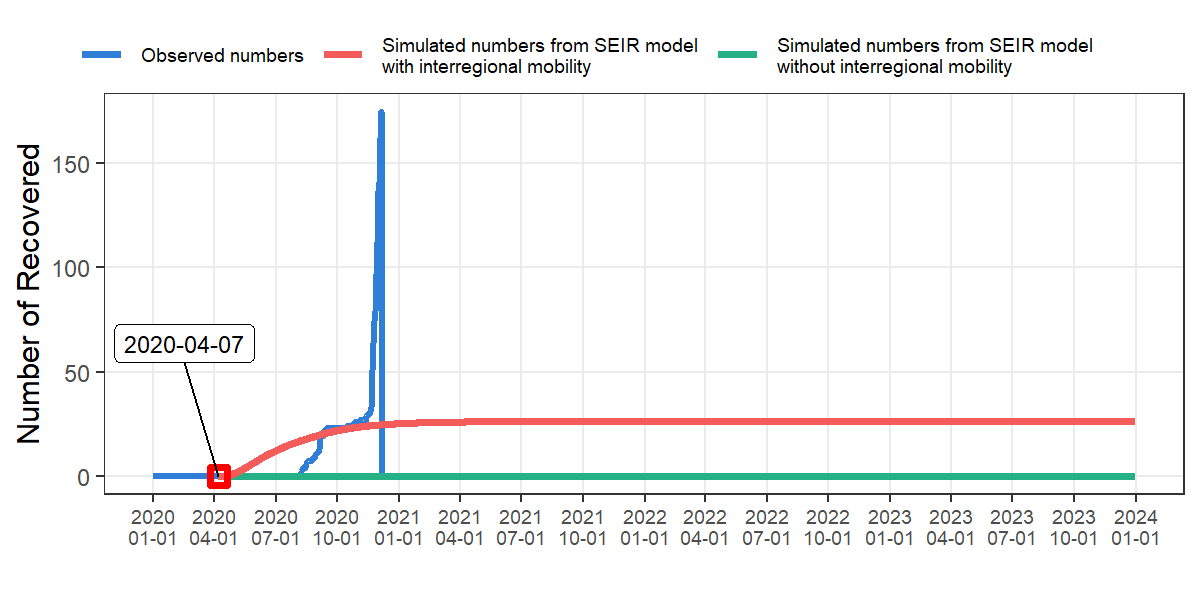 Observed numbers
Simulated numbers from SEIR model
with interregional mobility
Simulated numbers from SEIR model
without interregional mobility
Number of Recovered
150
100
50
0
2020-04-07
2020 2020 2020 2020 2021 2021 2021 2021 2022 2022 2022 2022 2023 2023 2023 2023 2024
01-01 04-01 07-01 10-01 01-01 04-01 07-01 10-01 01-01 04-01 07-01 10-01 01-01 04-01 07-01 10-01 01-01